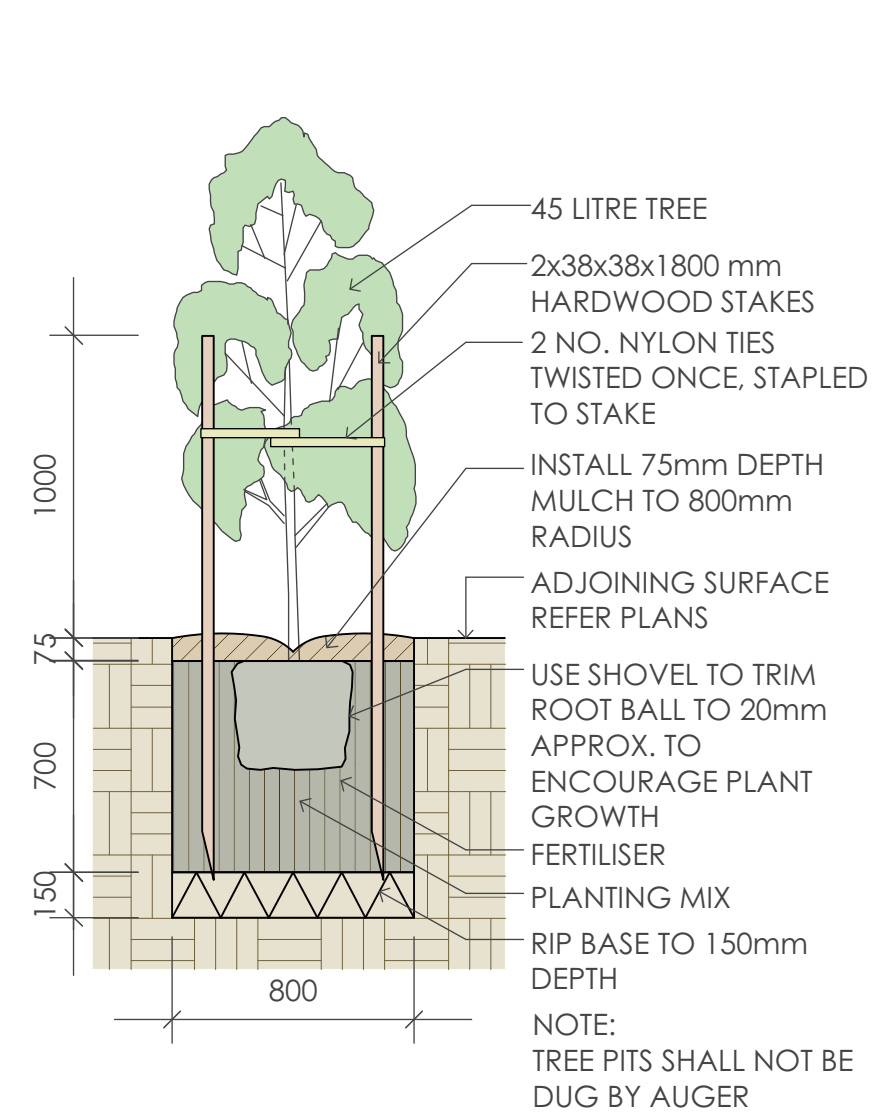 45 LITRE TREE
2x38x38x1800 mm
HARDWOOD STAKES
2 NO. NYLON TIES
TWISTED ONCE, STAPLED
TO STAKE
INSTALL 75mm DEPTH
MULCH TO 800mm
RADIUS
ADJOINING SURFACE
REFER PLANS
USE SHOVEL TO TRIM
ROOT BALL TO 20mm
APPROX. TO
ENCOURAGE PLANT
GROWTH
FERTILISER
PLANTING MIX
RIP BASE TO 150mm
DEPTH
NOTE:
TREE PITS SHALL NOT BE
DUG BY AUGER
1000
75
700
150
800